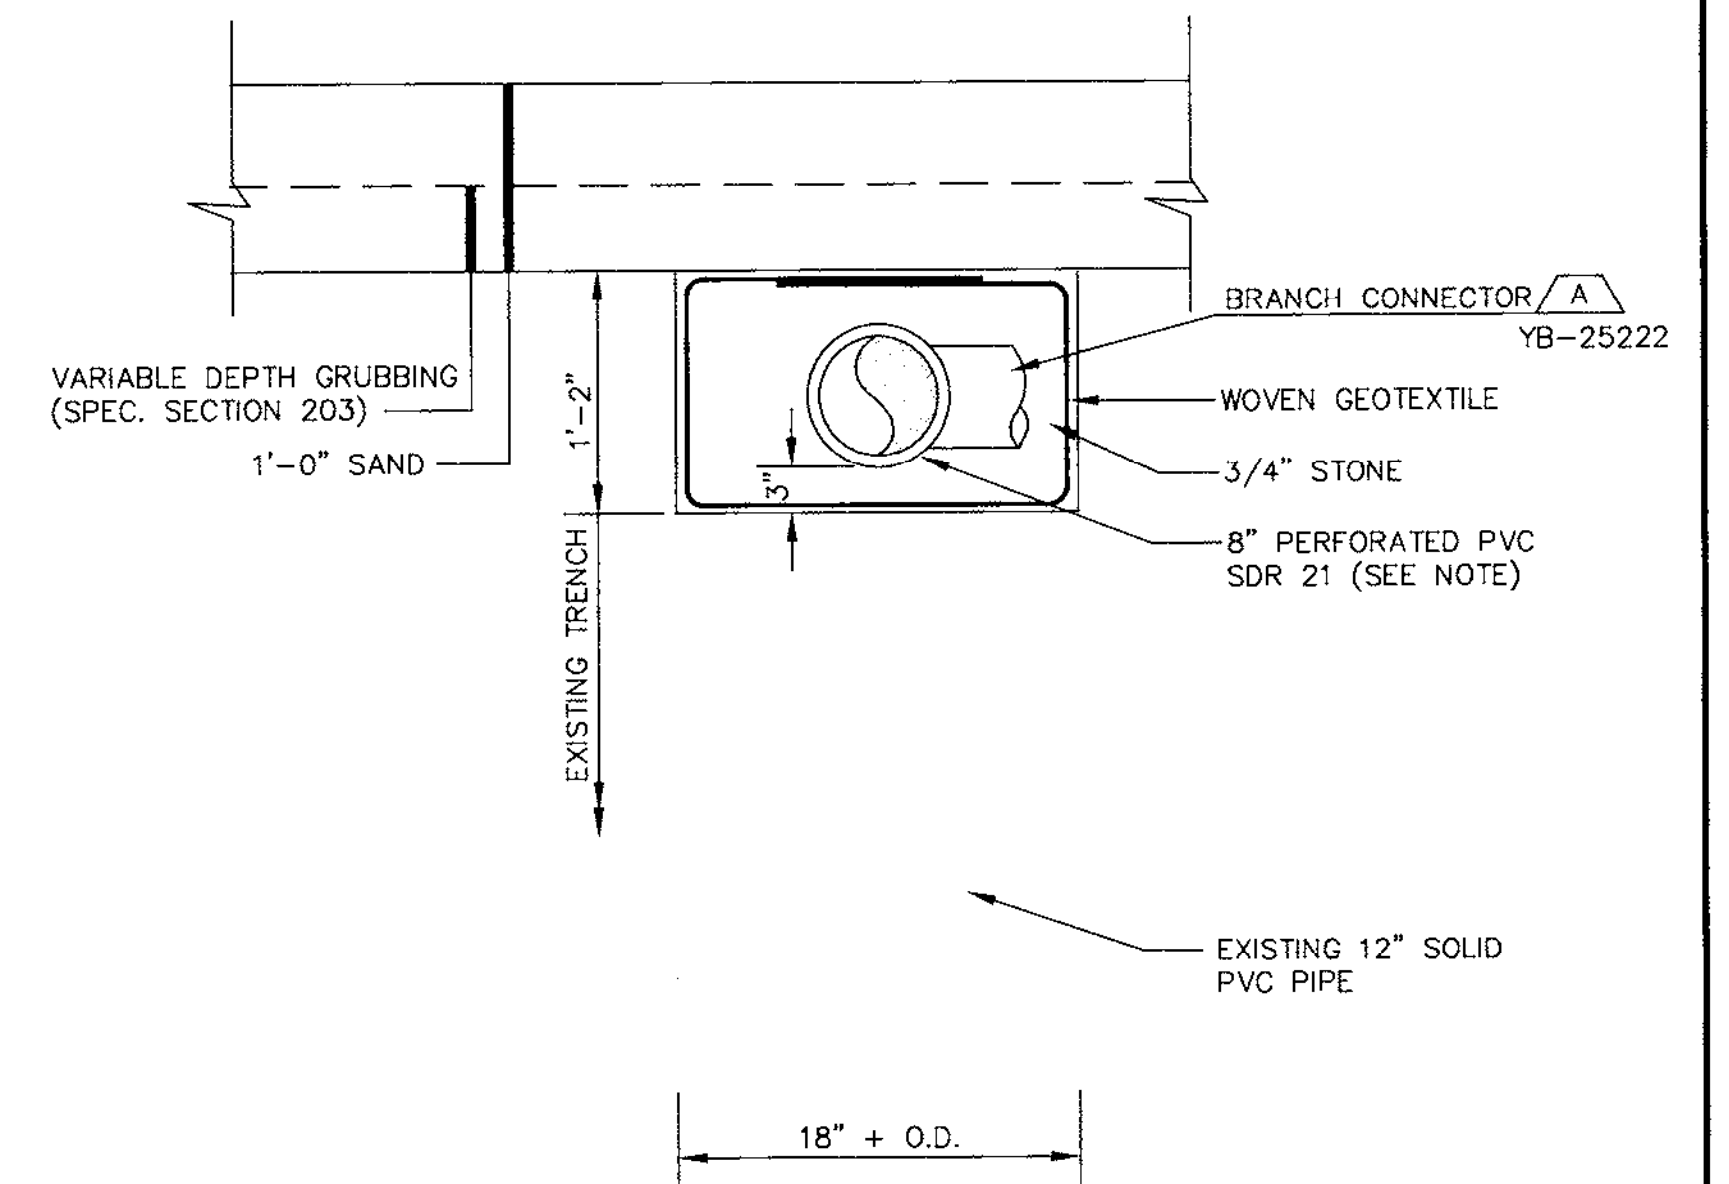 BRANCH CONNECTOR A
YB-25222
VARIABLE DEPTH GRUBBING
(SPEC. SECTION 203)
1'-0" SAND
1'-2"
3"
WOVEN GEOTEXTILE
3/4" STONE
8" PERFORATED PVC
SDR 21 (SEE NOTE)
EXISTING TRENCH
EXISTING 12" SOLID
PVC PIPE
18" + O.D.